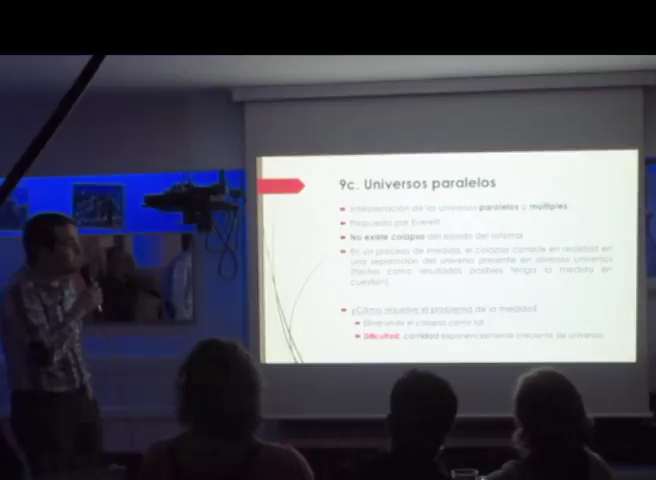 9c. Universos paralelos
Interpretación de los universos paralelos o múltiples.
Propuesta por Everett
No existe colapso del estado del sistema
En un proceso de medida, el colapso consiste en realidad en
una separación del universo presente en diversos universos
(tantos como resultados posibles tenga la medida en
cuestión).
¿Cómo resuelve el problema de la medida?
Eliminando el colapso como tal
Dificultad: cantidad exponencialmente creciente de universos